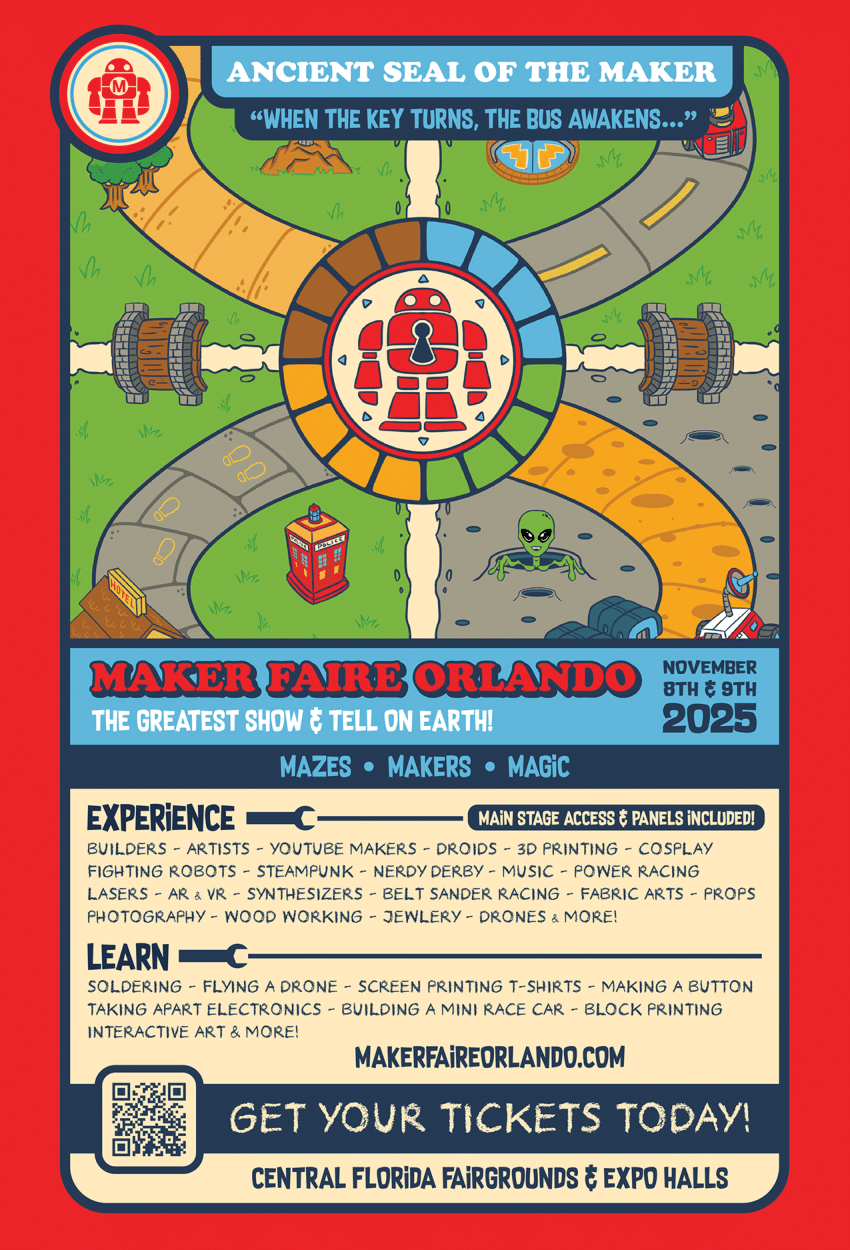 M
ANCIENT SEAL OF THE MAKER
“WHEN THE KEY TURNS, THE BUS AWAKENS...”
POLICE POLICE
HOTEL
MAKER FAIRE ORLANDO
THE GREATEST SHOW & TELL ON EARTH!
NOVEMBER
8TH & 9TH
2025
MAZES • MAKERS • MAGIC
EXPERIENCE
MAIN STAGE ACCESS & PANELS INCLUDED!
BUILDERS - ARTISTS - YOUTUBE MAKERS - DROIDS - 3D PRINTING - COSPLAY
FIGHTING ROBOTS - STEAMPUNK - NERDY DERBY - MUSIC - POWER RACING
LASERS - AR & VR - SYNTHESIZERS - BELT SANDER RACING - FABRIC ARTS - PROPS
PHOTOGRAPHY - WOOD WORKING - JEWLERY - DRONES & MORE!
LEARN
SOLDERING - FLYING A DRONE - SCREEN PRINTING T-SHIRTS - MAKING A BUTTON
TAKING APART ELECTRONICS - BUILDING A MINI RACE CAR - BLOCK PRINTING
INTERACTIVE ART & MORE!
MAKERFAIREORLANDO.COM
GET YOUR TICKETS TODAY!
CENTRAL FLORIDA FAIRGROUNDS & EXPO HALLS